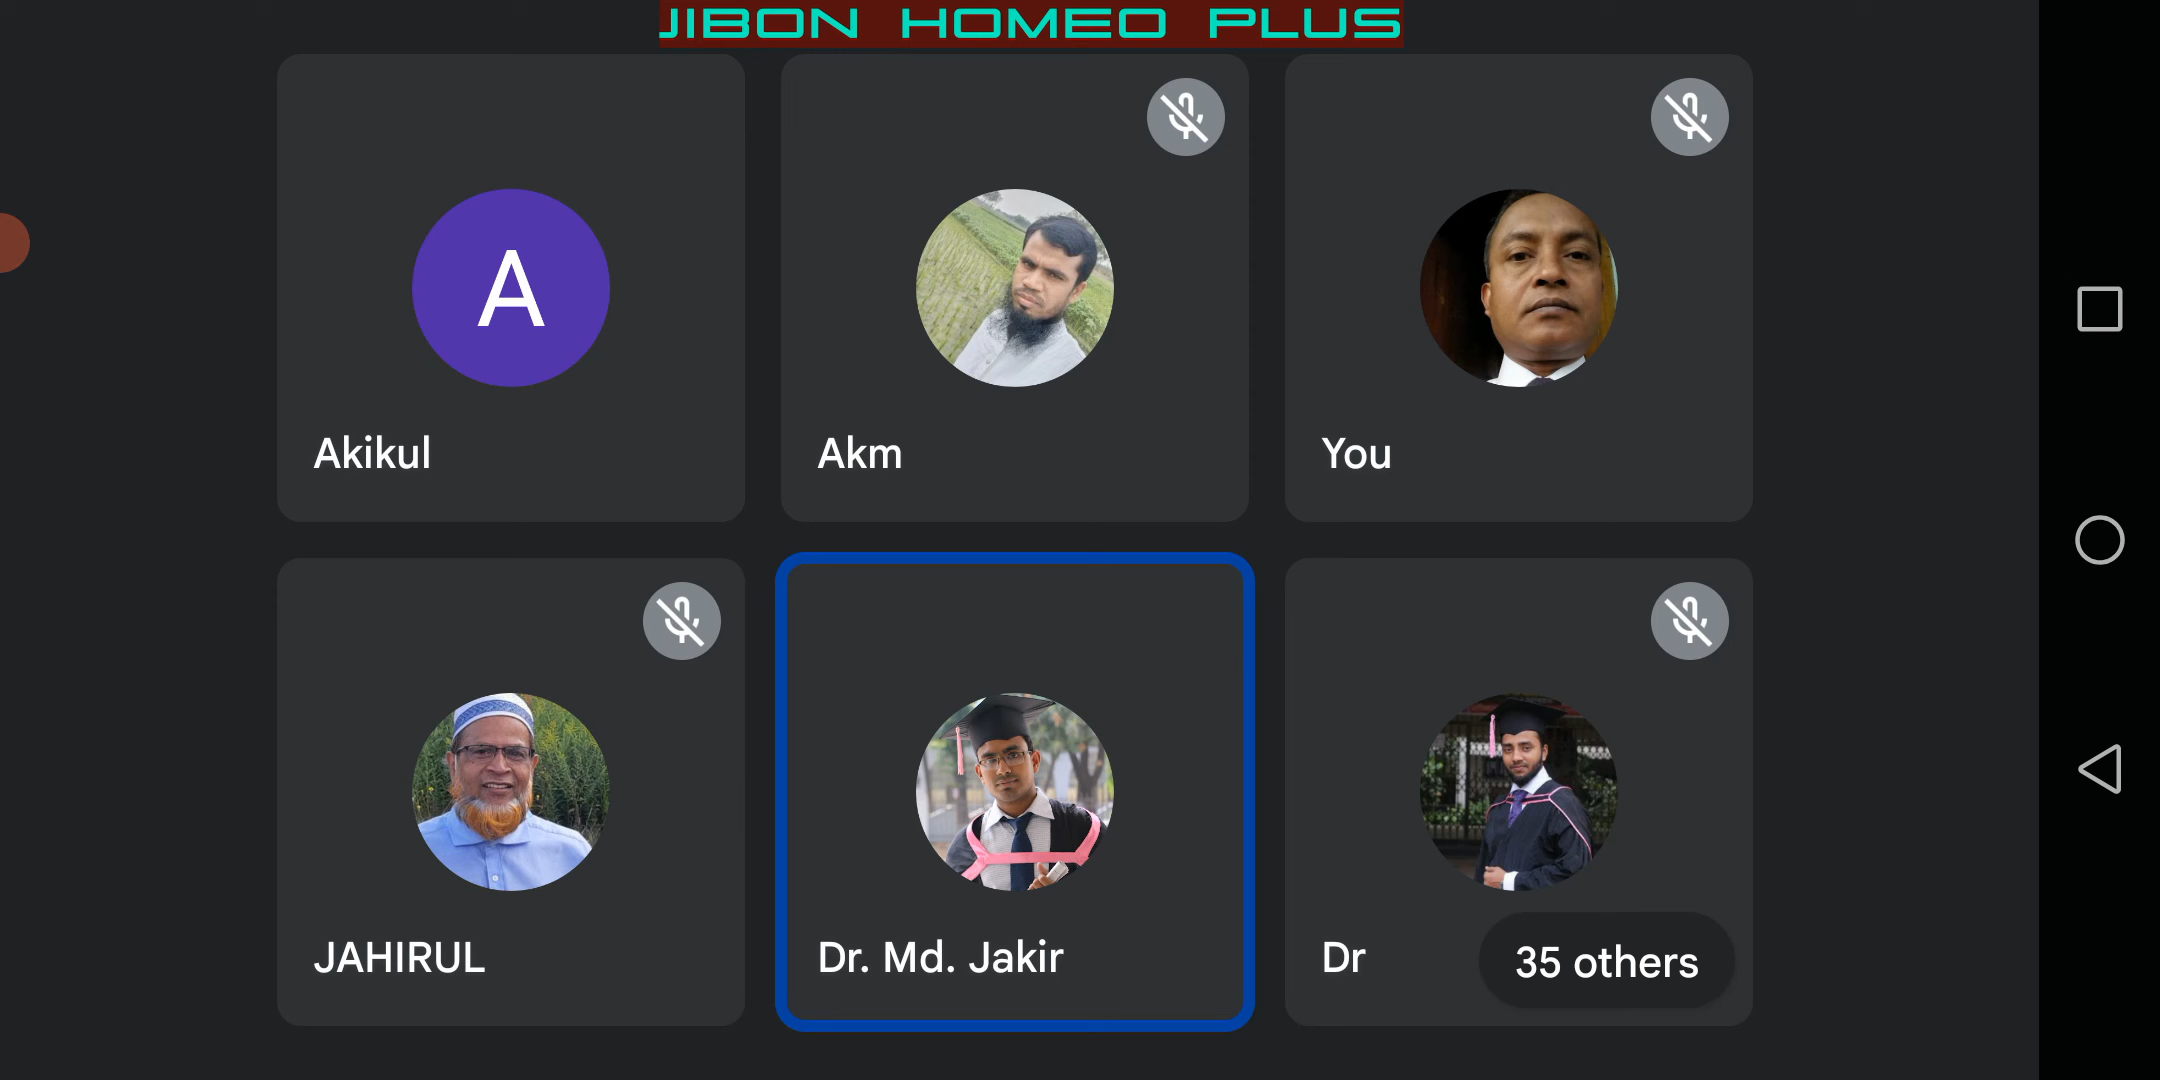 JIBON HOMEO PLUS
A
Akikul
Akm
You
JAHIRUL
Dr. Md. Jakir
Dr
35 others